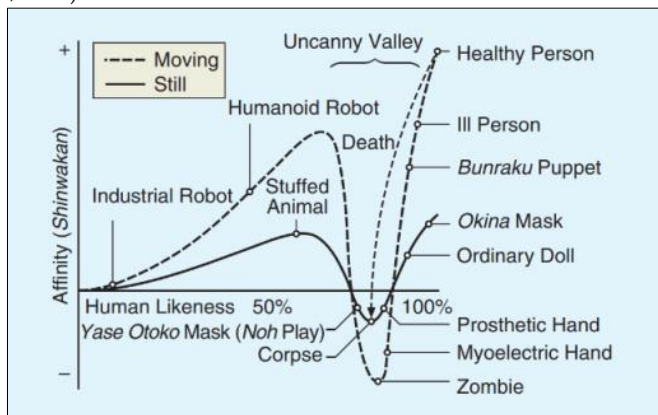 +
Moving
Still
Uncanny Valley
Healthy Person
Humanoid Robot
Death
Ill Person
Bunraku Puppet
Industrial Robot
Stuffed
Animal
Okina Mask
Ordinary Doll
Affinity (Shinwakan)
Human Likeness 50% 100%
Yase Otoko Mask (Noh Play)
Prosthetic Hand
Corpse
Myoelectric Hand
Zombie
–